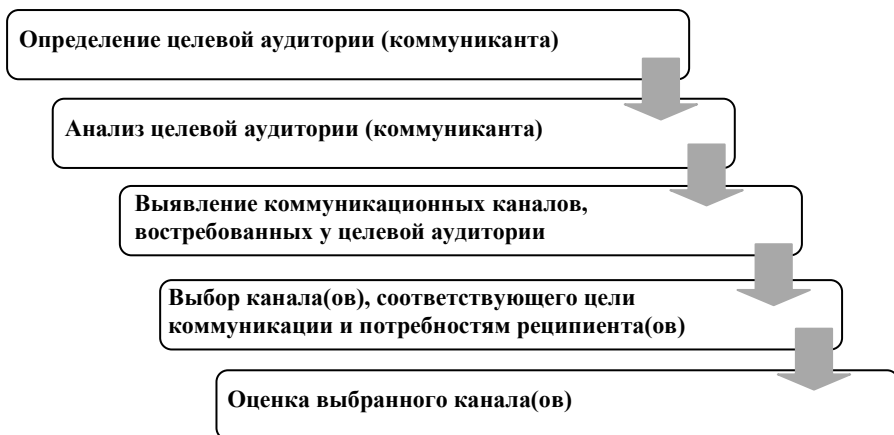 Определение целевой аудитории (коммуниканта)
Анализ целевой аудитории (коммуниканта)
Выявление коммуникационных каналов,
востребованных у целевой аудитории
Выбор канала(ов), соответствующего цели
коммуникации и потребностям реципиента(ов)
Оценка выбранного канала(ов)